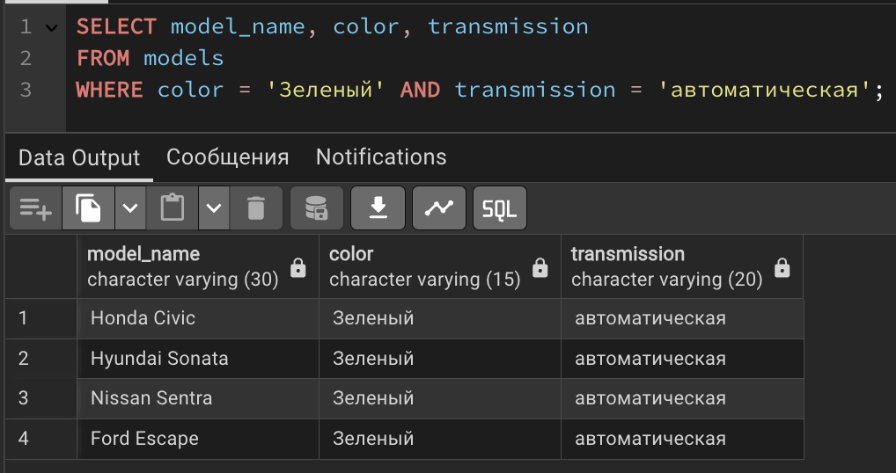 1 SELECT model_name, color, transmission
2 FROM models
3 WHERE color = 'Зеленый' AND transmission = 'автоматическая';
Data Output Сообщения Notifications
SQL
model_name color transmission
character varying (30) character varying (15) character varying (20)
1 Honda Civic Зеленый автоматическая
2 Hyundai Sonata Зеленый автоматическая
3 Nissan Sentra Зеленый автоматическая
4 Ford Escape Зеленый автоматическая